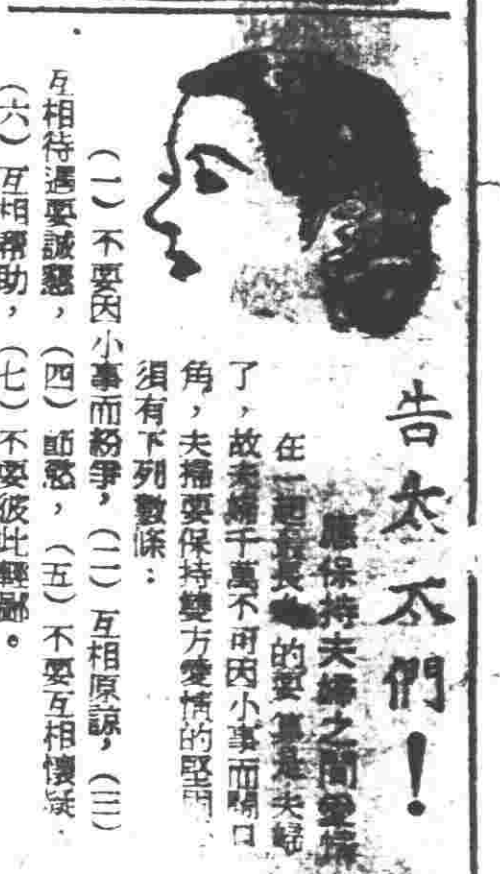 告太太們！
應保持夫婦之間愛情
在一起最長的要算是夫婦
了，故夫婦千萬不可因小事而鬧口
角，夫婦要保持雙方愛情的堅固，
須有下列數條：
（一）不要因小事而紛爭，（二）互相原諒，（三）
互相待遇要誠懇，（四）節慾，（五）不要互相懷疑，
（六）互相幫助，（七）不要彼此輕鄙。